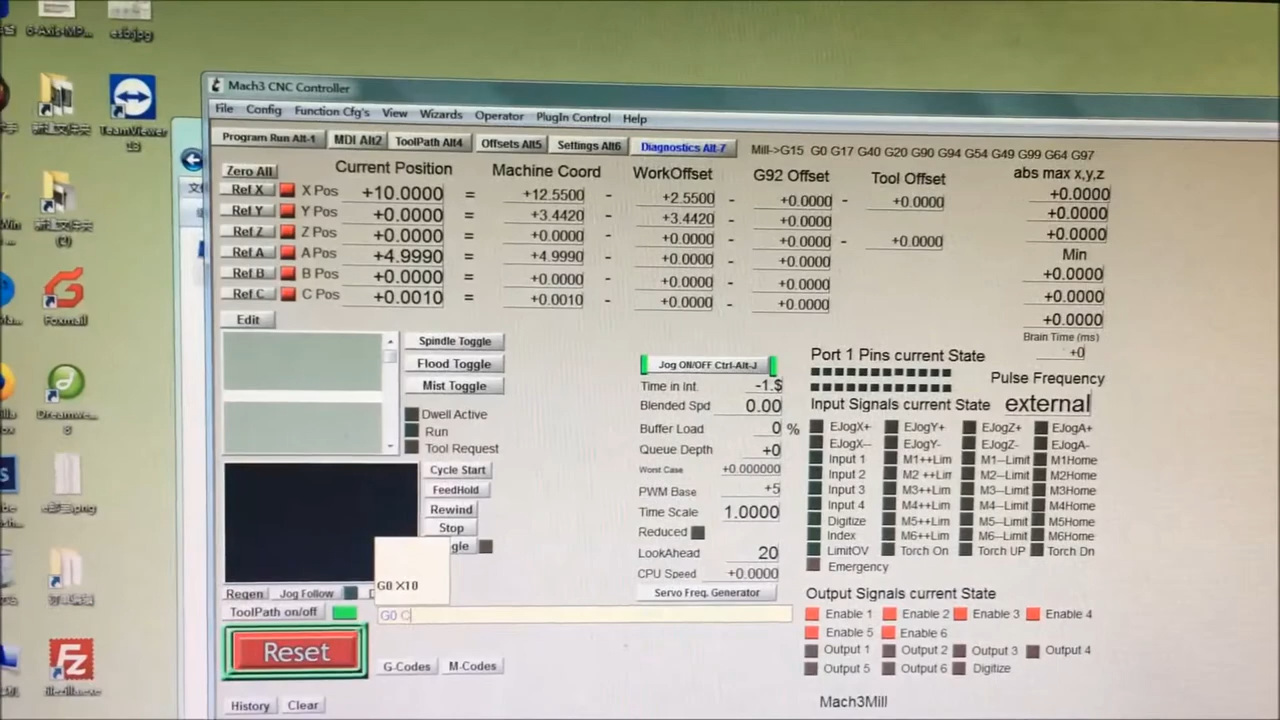 6-Axis-MP...
esbjpg
TeamViewer
13
Foxmail
Dreamwe...
8
filezilla.exe
Mach3 CNC Controller
File Config Function Cfg's View Wizards Operator PlugIn Control Help
Program Run Alt-1 MDI Alt2 ToolPath Alt4 Offsets Alt5 Settings Alt6 Diagnostics Alt-7 Mill->G15 G0 G17 G40 G20 G90 G94 G54 G49 G99 G64 G97
Zero All Current Position Machine Coord WorkOffset G92 Offset Tool Offset abs max x,y,z
Ref X X Pos +10.0000 = +12.5500 - +2.5500 - +0.0000 - +0.0000 +0.0000
Ref Y Y Pos +0.0000 = +3.4420 - +3.4420 - +0.0000 +0.0000
Ref Z Z Pos +0.0000 = +0.0000 - +0.0000 - +0.0000 - +0.0000 +0.0000
Ref A A Pos +4.9990 = +4.9990 - +0.0000 - +0.0000 Min
Ref B B Pos +0.0000 = +0.0000 - +0.0000 - +0.0000 +0.0000
Ref C C Pos +0.0010 = +0.0010 - +0.0000 - +0.0000 +0.0000
+0.0000
Edit
Brain Time (ms)
+0
Spindle Toggle
Flood Toggle
Mist Toggle
Dwell Active
Run
Tool Request
Cycle Start
FeedHold
Rewind
Stop
gle
G0 X10
Regen Jog Follow
ToolPath on/off
G0 C
Reset
G-Codes M-Codes
History Clear
Jog ON/OFF Ctrl-Alt-J
Time in Int. -1.$
Blended Spd 0.00
Buffer Load 0 %
Queue Depth +0
Worst Case +0.000000
PWM Base +5
Time Scale 1.0000
Reduced
LookAhead 20
CPU Speed +0.0000
Servo Freq. Generator
Port 1 Pins current State
Pulse Frequency
Input Signals current State external
EJogX+ EJogY+ EJogZ+ EJogA+
EJogX-- EJogY- EJogZ- EJogA-
Input 1 M1++Lim M1--Limit M1Home
Input 2 M2 ++Lim M2--Limit M2Home
Input 3 M3++Lim M3--Limit M3Home
Input 4 M4++Lim M4--Limit M4Home
Digitize M5++Lim M5--Limit M5Home
Index M6++Lim M6--Limit M6Home
LimitOV Torch On Torch UP Torch Dn
Emergency
Output Signals current State
Enable 1 Enable 2 Enable 3 Enable 4
Enable 5 Enable 6
Output 1 Output 2 Output 3 Output 4
Output 5 Output 6 Digitize
Mach3Mill